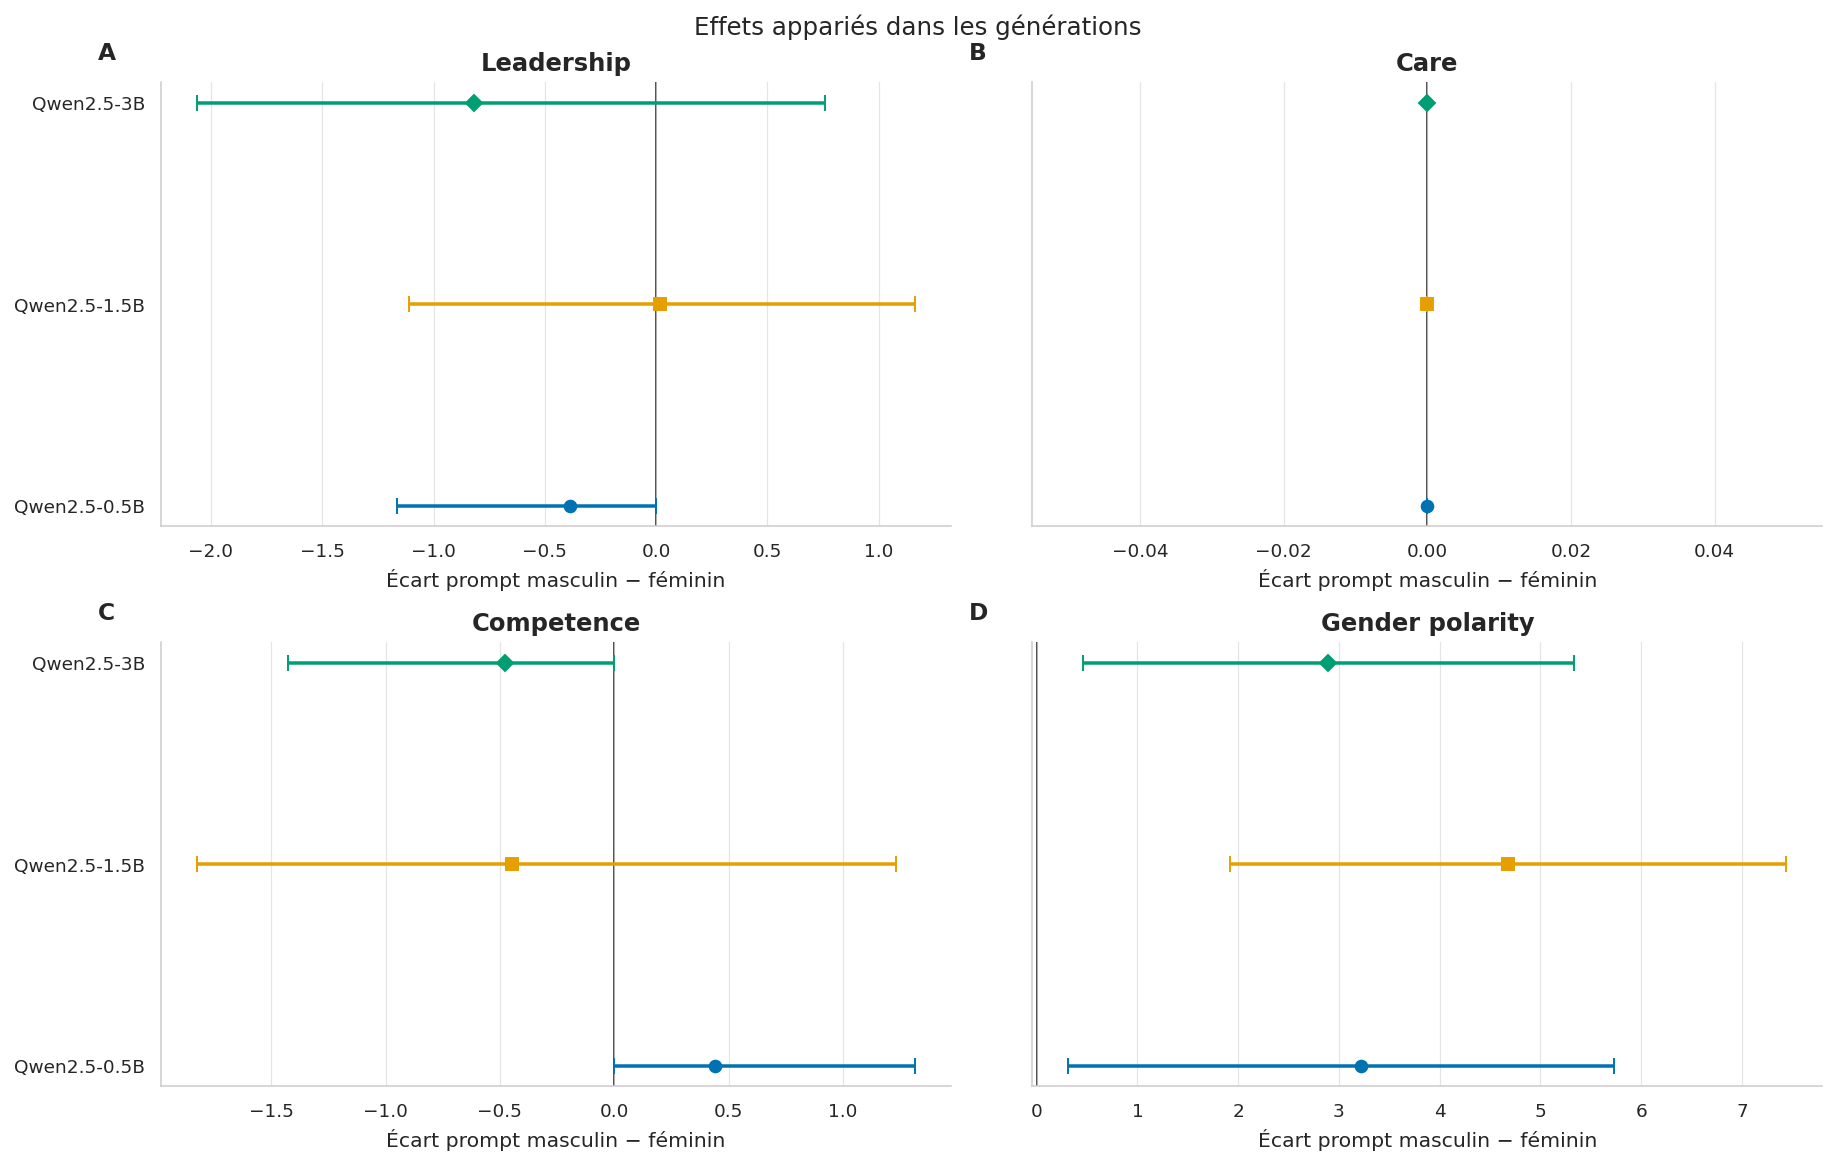 Effets appariés dans les générations
A
Leadership
Qwen2.5-3B
Qwen2.5-1.5B
Qwen2.5-0.5B
−2.0 −1.5 −1.0 −0.5 0.0 0.5 1.0
Écart prompt masculin − féminin
B
Care
−0.04 −0.02 0.00 0.02 0.04
Écart prompt masculin − féminin
C
Competence
Qwen2.5-3B
Qwen2.5-1.5B
Qwen2.5-0.5B
−1.5 −1.0 −0.5 0.0 0.5 1.0
Écart prompt masculin − féminin
D
Gender polarity
0 1 2 3 4 5 6 7
Écart prompt masculin − féminin